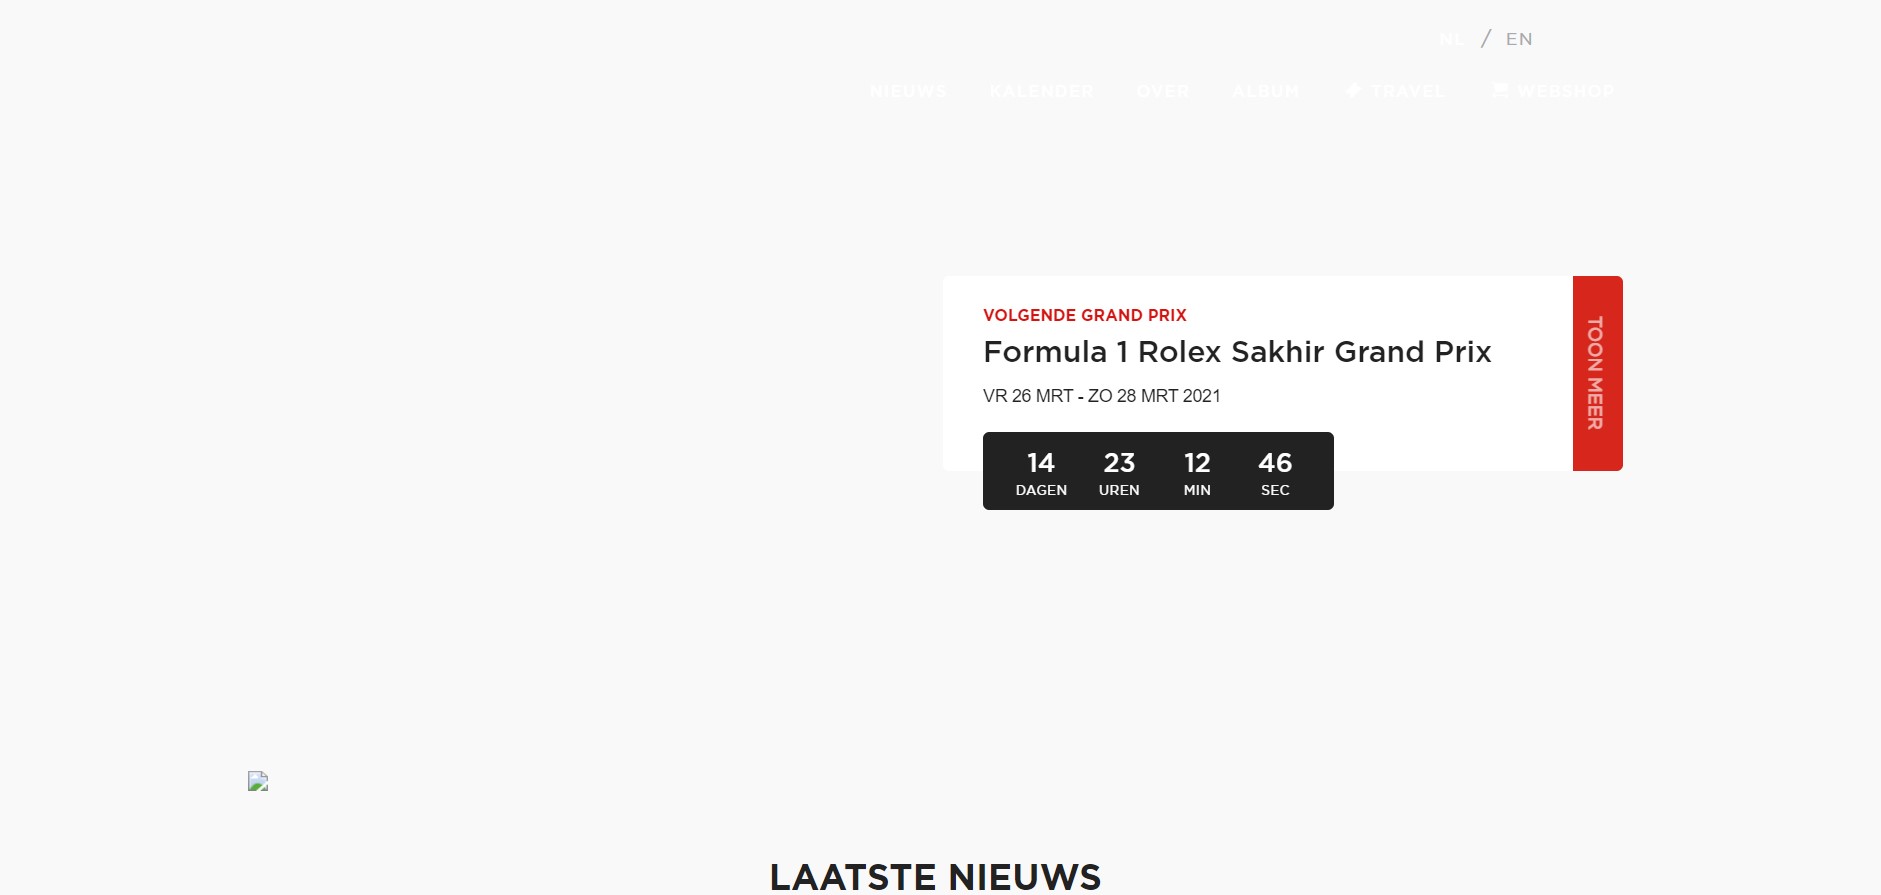 NL / EN
NIEUWS KALENDER OVER ALBUM TRAVEL WEBSHOP
VOLGENDE GRAND PRIX
Formula 1 Rolex Sakhir Grand Prix
VR 26 MRT - ZO 28 MRT 2021
TOON MEER
14 23 12 46
DAGEN UREN MIN SEC
LAATSTE NIEUWS